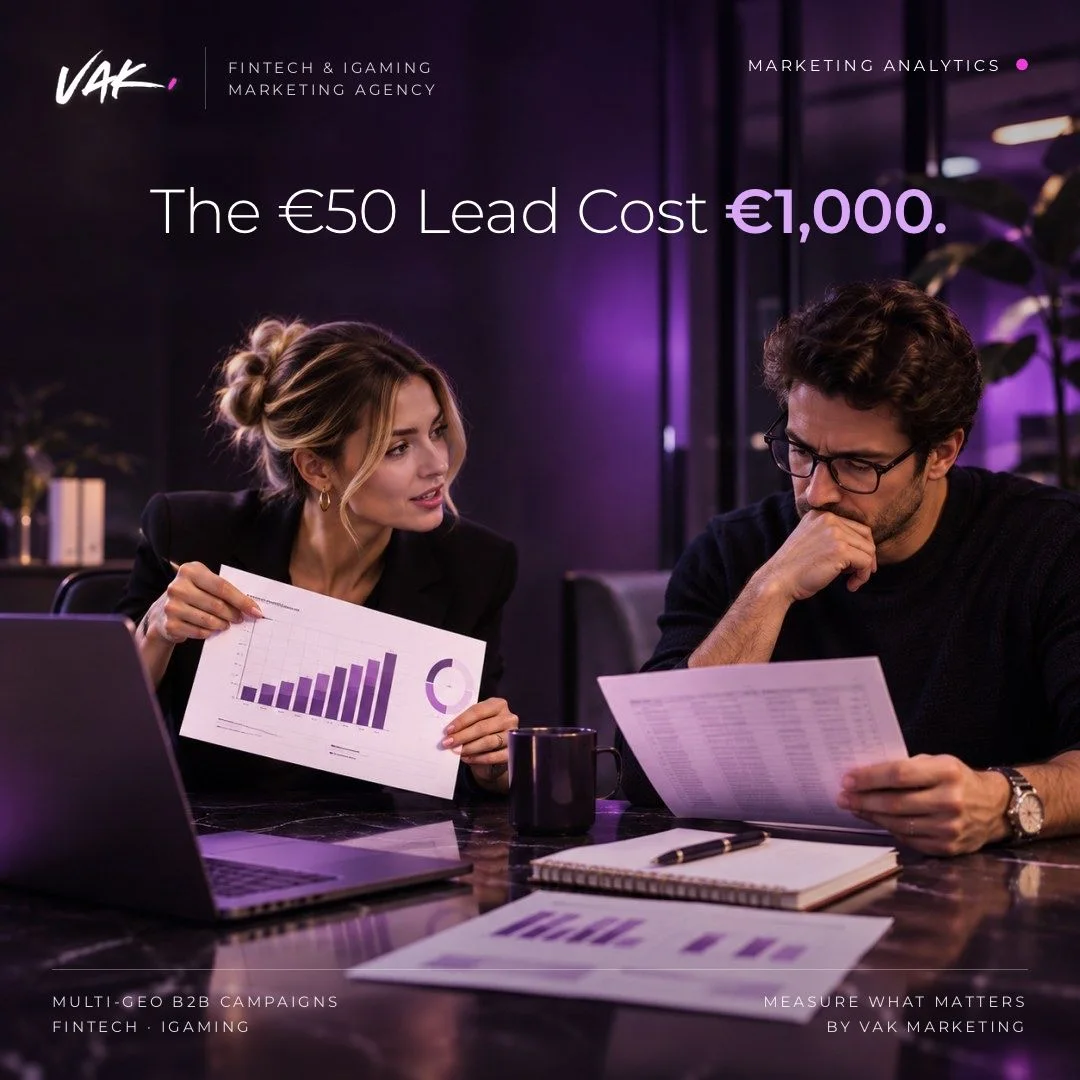 VAK.
FINTECH & IGAMING
MARKETING AGENCY
MARKETING ANALYTICS
The €50 Lead Cost €1,000.
MULTI-GEO B2B CAMPAIGNS
FINTECH · IGAMING
MEASURE WHAT MATTERS
BY VAK MARKETING